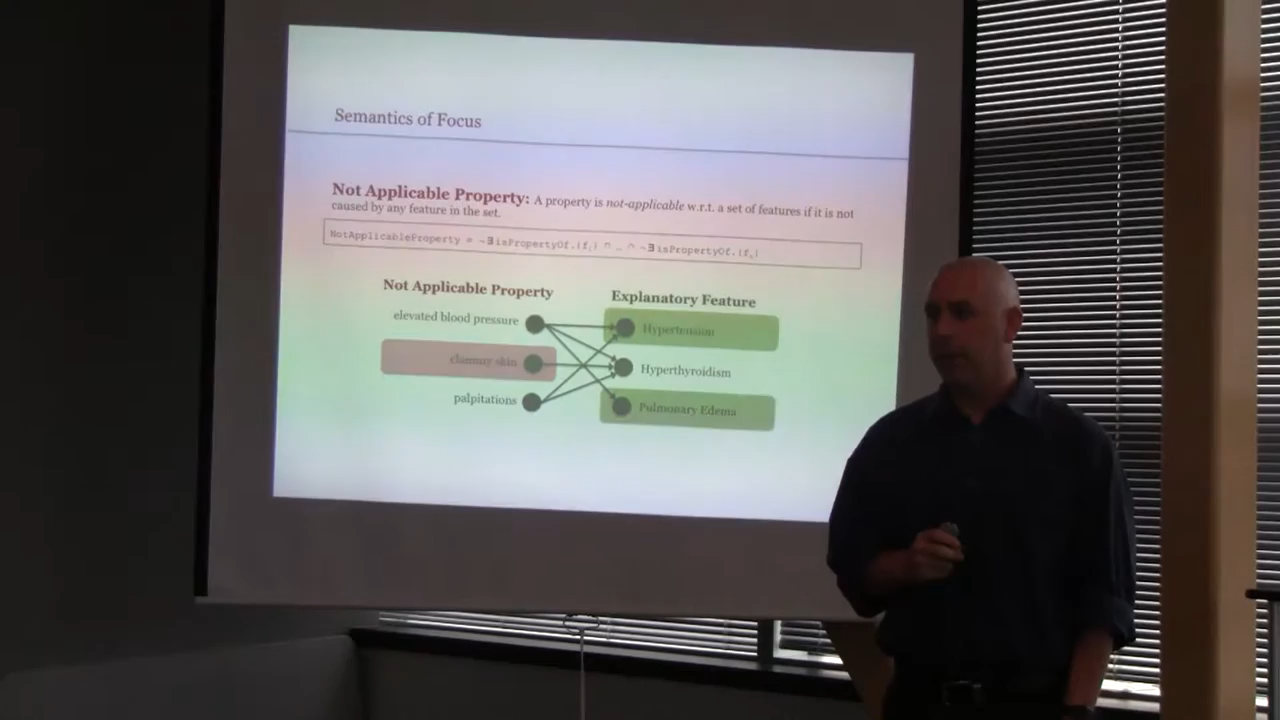 Semantics of Focus
Not Applicable Property: A property is not-applicable w.r.t. a set of features if it is not
caused by any feature in the set.
NotApplicableProperty ≡ ¬∃isPropertyOf.{f₁} ⊓ … ⊓ ¬∃isPropertyOf.{fₙ}
Not Applicable Property
Explanatory Feature
elevated blood pressure
Hypertension
clammy skin
Hyperthyroidism
palpitations
Pulmonary Edema